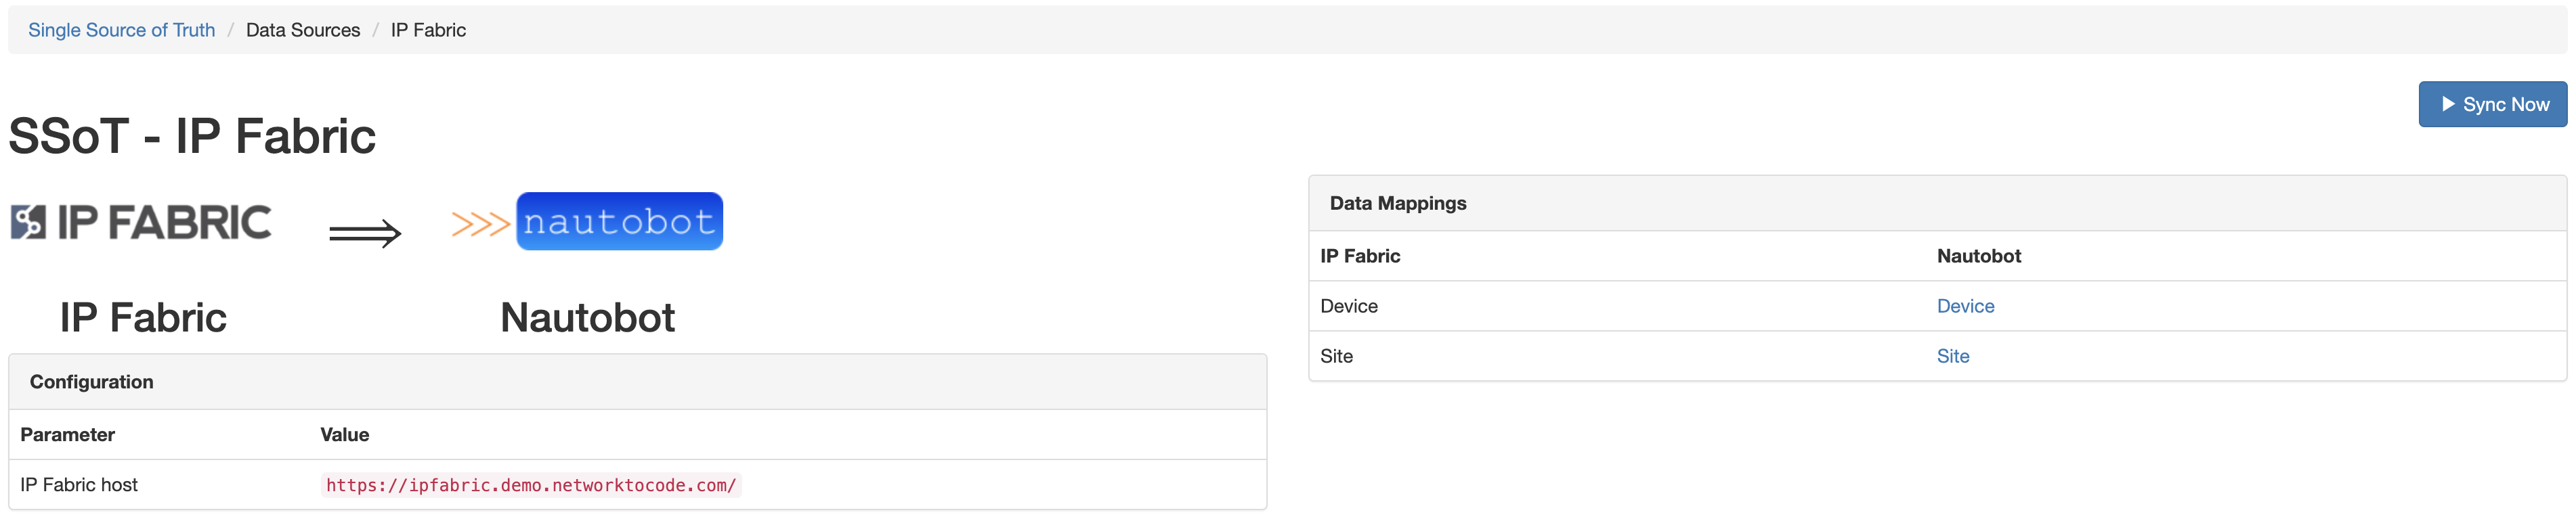 Single Source of Truth / Data Sources / IP Fabric
Sync Now
SSoT - IP Fabric
IP FABRIC
>>> nautobot
IP Fabric Nautobot
Configuration
Parameter Value
IP Fabric host https://ipfabric.demo.networktocode.com/
Data Mappings
IP Fabric Nautobot
Device Device
Site Site